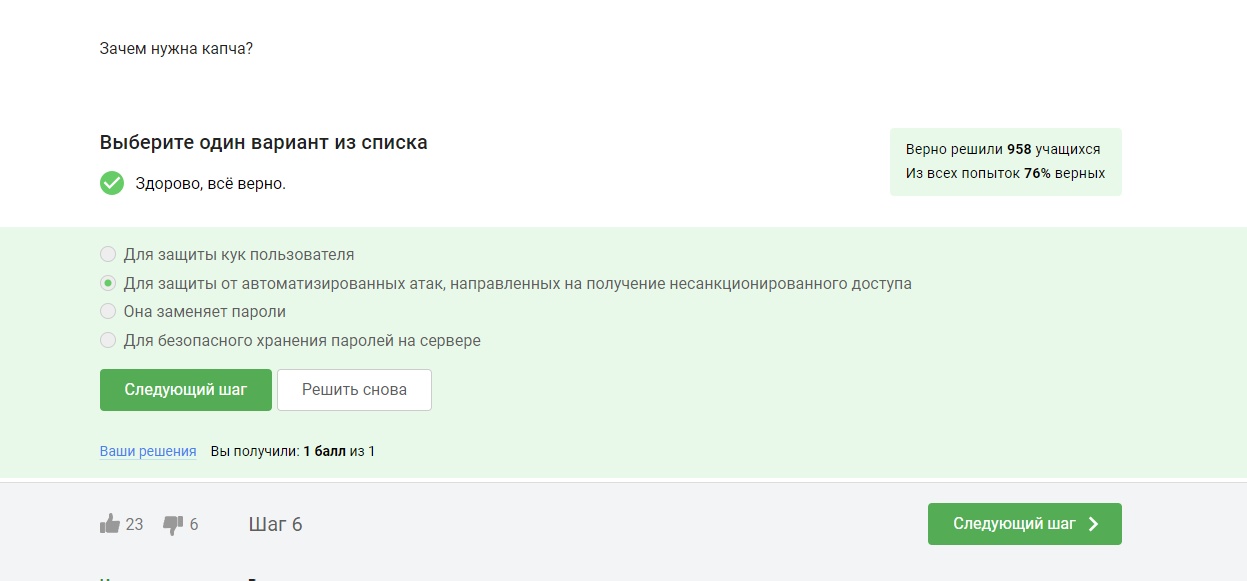 Зачем нужна капча?
Выберите один вариант из списка
Верно решили 958 учащихся
Из всех попыток 76% верных
Здорово, всё верно.
Для защиты кук пользователя
Для защиты от автоматизированных атак, направленных на получение несанкционированного доступа
Она заменяет пароли
Для безопасного хранения паролей на сервере
Следующий шаг
Решить снова
Ваши решения Вы получили: 1 балл из 1
23 6 Шаг 6 Следующий шаг